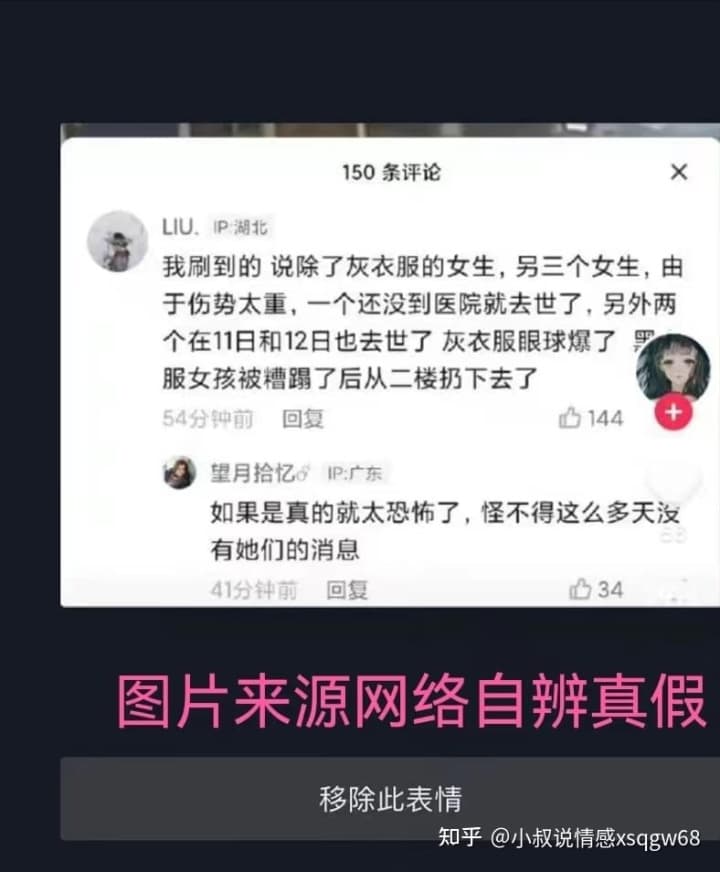 150 条评论
LIU. IP:湖北
我刷到的 说除了灰衣服的女生，另三个女生，由
于伤势太重，一个还没到医院就去世了，另外两
个在11日和12日也去世了 灰衣服眼球爆了 黑
服女孩被糟蹋了后从二楼扔下去了
54分钟前 回复 144
望月拾忆♂ IP:广东
如果是真的就太恐怖了，怪不得这么多天没
有她们的消息
41分钟前 回复 34
图片来源网络自辨真假
移除此表情
知乎 @小叔说情感xsqgw68